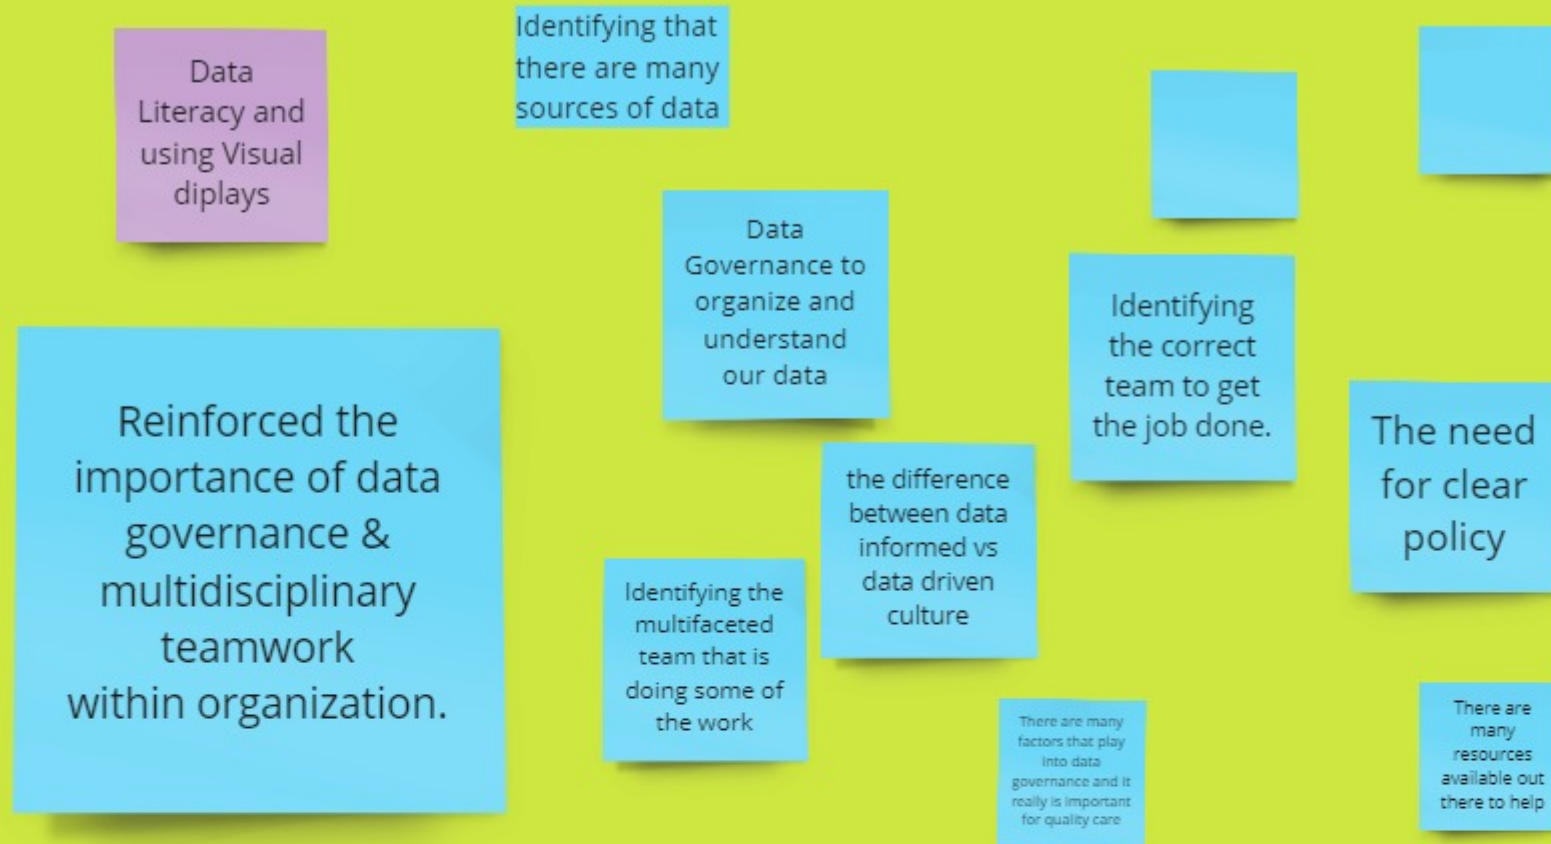 Data
Literacy and
using Visual
diplays
Identifying that
there are many
sources of data
Data
Governance to
organize and
understand
our data
Identifying
the correct
team to get
the job done.
Reinforced the
importance of data
governance &
multidisciplinary
teamwork
within organization.
The need
for clear
policy
the difference
between data
informed vs
data driven
culture
Identifying the
multifaceted
team that is
doing some of
the work
There are many
factors that play
into data
governance and it
really is important
for quality care
There are
many
resources
available out
there to help